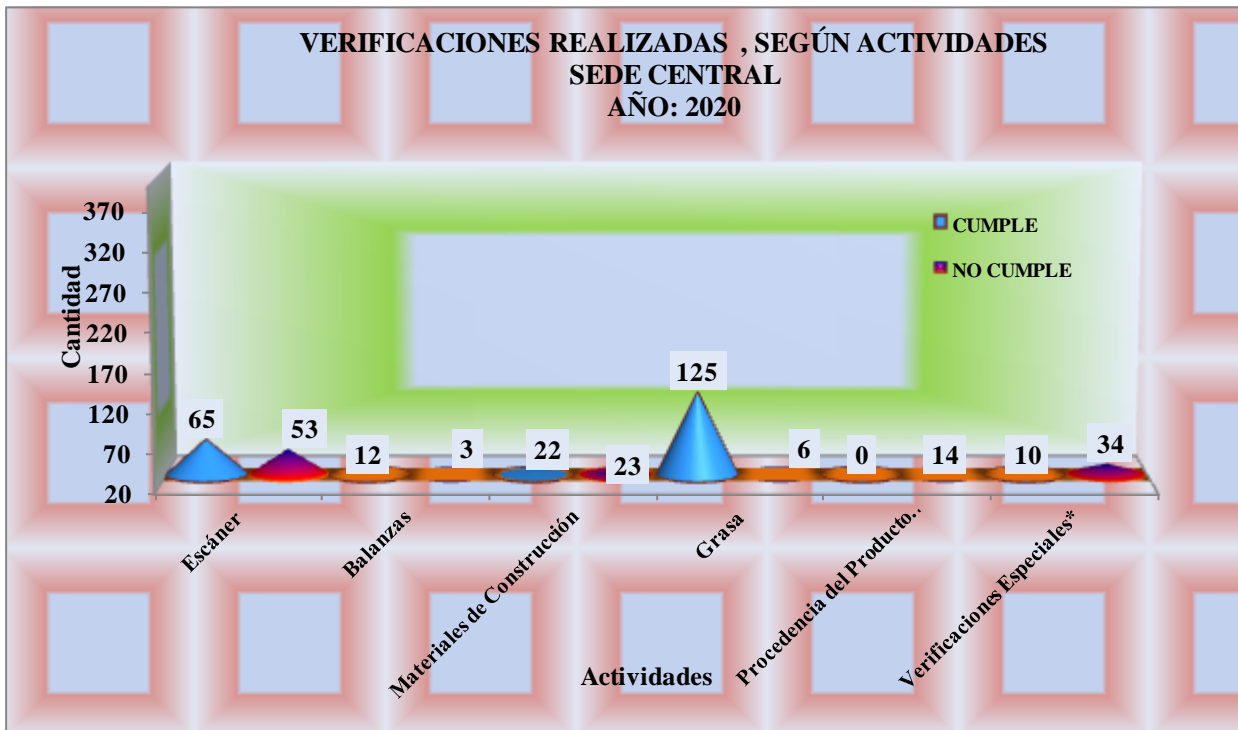 VERIFICACIONES REALIZADAS , SEGÚN ACTIVIDADES
SEDE CENTRAL
AÑO: 2020
Cantidad
370
320
270
220
170
120
70
20
CUMPLE
NO CUMPLE
65
53
12
3
22
23
125
6
0
14
10
34
Escáner
Balanzas
Materiales de Construcción
Grasa
Procedencia del Producto..
Verificaciones Especiales*
Actividades